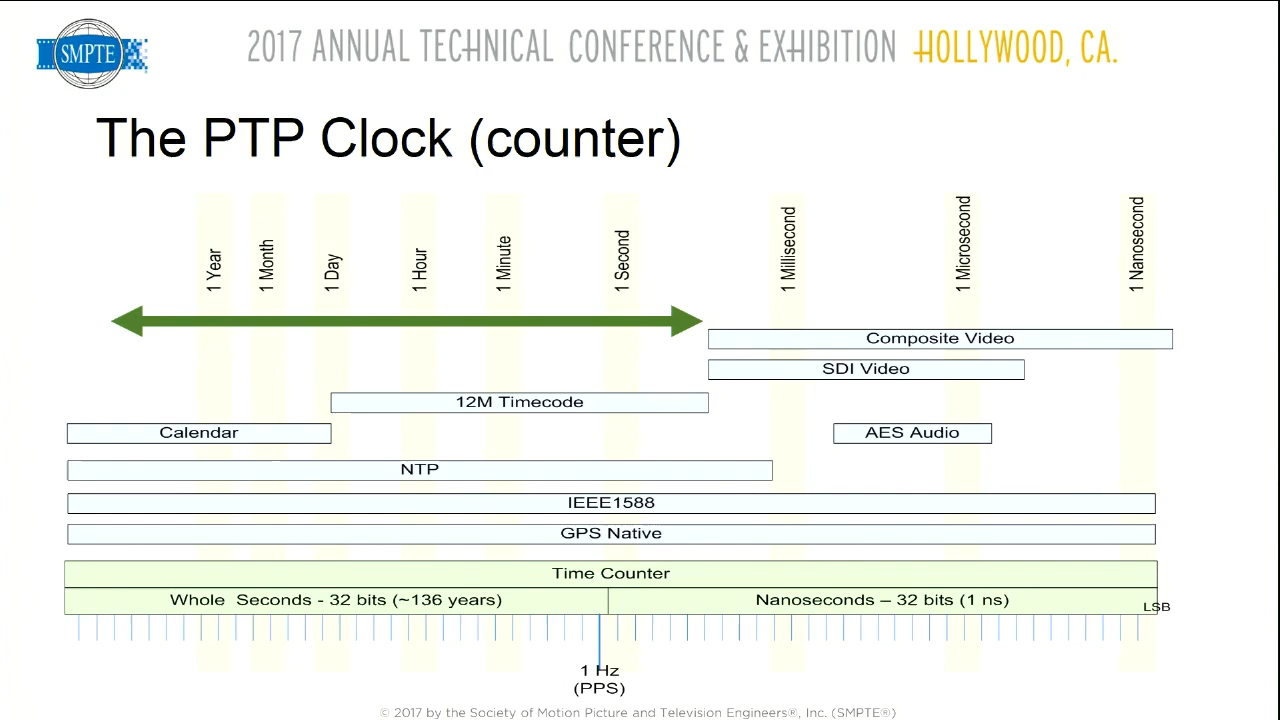 SMPTE
2017 ANNUAL TECHNICAL CONFERENCE & EXHIBITION HOLLYWOOD, CA.
The PTP Clock (counter)
1 Year
1 Month
1 Day
1 Hour
1 Minute
1 Second
1 Millisecond
1 Microsecond
1 Nanosecond
Composite Video
SDI Video
12M Timecode
Calendar
AES Audio
NTP
IEEE1588
GPS Native
Time Counter
Whole Seconds - 32 bits (~136 years)
Nanoseconds – 32 bits (1 ns)
LSB
1 Hz
(PPS)
© 2017 by the Society of Motion Picture and Television Engineers®, Inc. (SMPTE®)